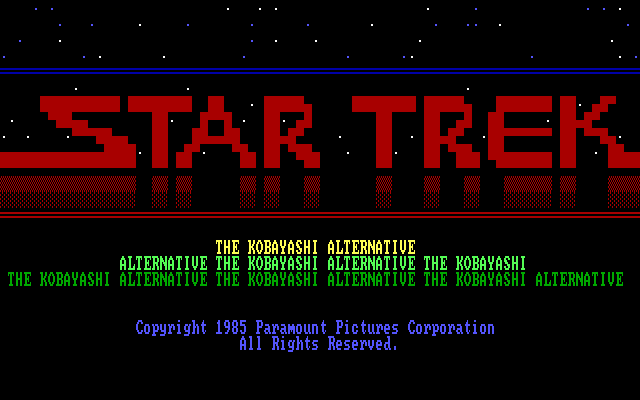 STAR TREK
THE KOBAYASHI ALTERNATIVE
ALTERNATIVE THE KOBAYASHI ALTERNATIVE THE KOBAYASHI
THE KOBAYASHI ALTERNATIVE THE KOBAYASHI ALTERNATIVE THE KOBAYASHI ALTERNATIVE
Copyright 1985 Paramount Pictures Corporation
All Rights Reserved.